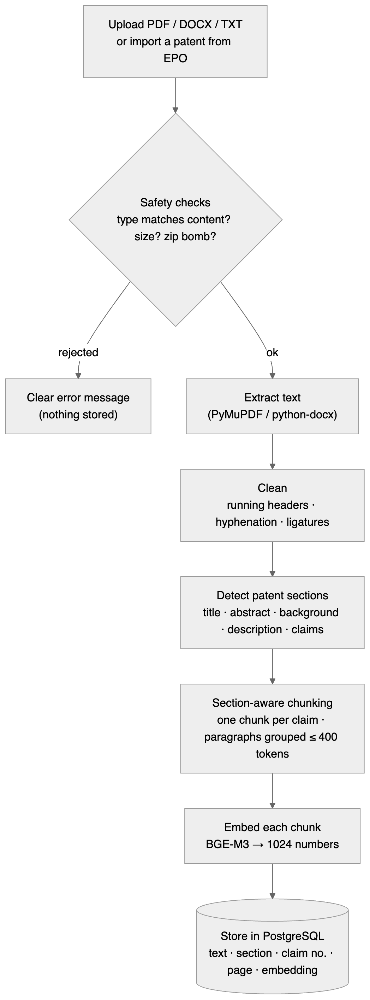 Upload PDF / DOCX / TXT
or import a patent from
EPO
Safety checks
type matches content?
size? zip bomb?
rejected
ok
Clear error message
(nothing stored)
Extract text
(PyMuPDF / python-docx)
Clean
running headers ·
hyphenation · ligatures
Detect patent sections
title · abstract · background
· description · claims
Section-aware chunking
one chunk per claim ·
paragraphs grouped ≤ 400
tokens
Embed each chunk
BGE-M3 → 1024 numbers
Store in PostgreSQL
text · section · claim no. ·
page · embedding